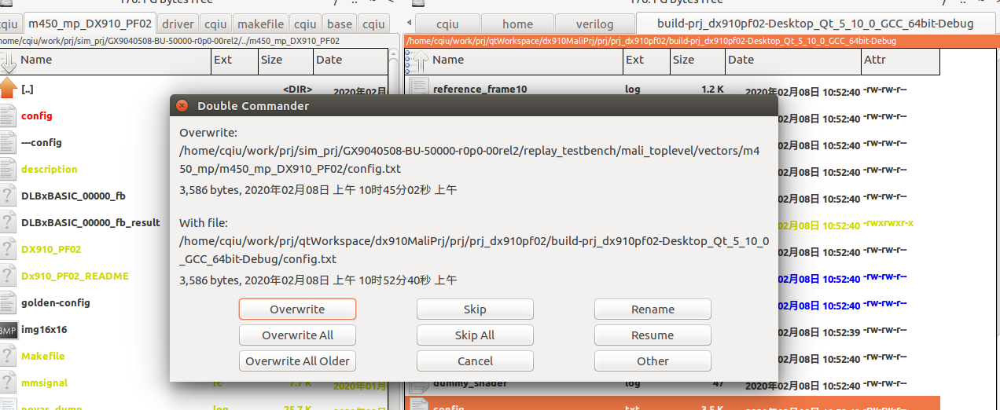 cqiu m450_mp_DX910_PF02 driver cqiu makefile cqiu base cqiu
cqiu home verilog build-prj_dx910pf02-Desktop_Qt_5_10_0_GCC_64bit-Debug
home/cqiu/work/prj/sim_prj/GX9040508-BU-50000-r0p0-00rel2/../m450_mp_DX910_PF02
/home/cqiu/work/prj/qtWorkspace/dx910MaliPrj/prj/prj_dx910pf02/build-prj_dx910pf02-Desktop_Qt_5_10_0_GCC_64bit-Debug
Name Ext Size Date
Name Ext Size Date Attr
[..] <DIR>
reference_frame10 log 1.2 K 2020年02月08日 10:52:40 -rw-rw-r--
config
02月08日 10:52:40 -rw-rw-r--
---config
02月08日 10:52:40 -rw-rw-r--
description
02月08日 10:52:40 -rw-rw-r--
DLBxBASIC_00000_fb
02月08日 10:52:40 -rw-rw-r--
DLBxBASIC_00000_fb_result
02月08日 10:52:40 -rwxrwxr-x
DX910_PF02
02月08日 10:52:40 -rw-rw-r--
Dx910_PF02_README
02月08日 10:52:40 -rw-rw-r--
golden-config
02月08日 10:52:40 -rw-rw-r--
BMP img16x16
02月08日 10:52:39 -rw-rw-r--
Makefile
02月08日 10:52:40 -rw-rw-r--
mmsignal rc 7.7 K 2020年01月
dummy_shader log 47 2020年02月08日 10:52:40 -rw-rw-r--
novas_dump log 25.7 K
config txt 3.5 K
Double Commander
Overwrite:
/home/cqiu/work/prj/sim_prj/GX9040508-BU-50000-r0p0-00rel2/replay_testbench/mali_toplevel/vectors/m4
50_mp/m450_mp_DX910_PF02/config.txt
3,586 bytes, 2020年02月08日 上午 10时45分02秒 上午
With file:
/home/cqiu/work/prj/qtWorkspace/dx910MaliPrj/prj/prj_dx910pf02/build-prj_dx910pf02-Desktop_Qt_5_10_0
_GCC_64bit-Debug/config.txt
3,586 bytes, 2020年02月08日 上午 10时52分40秒 上午
Overwrite Skip Rename
Overwrite All Skip All Resume
Overwrite All Older Cancel Other